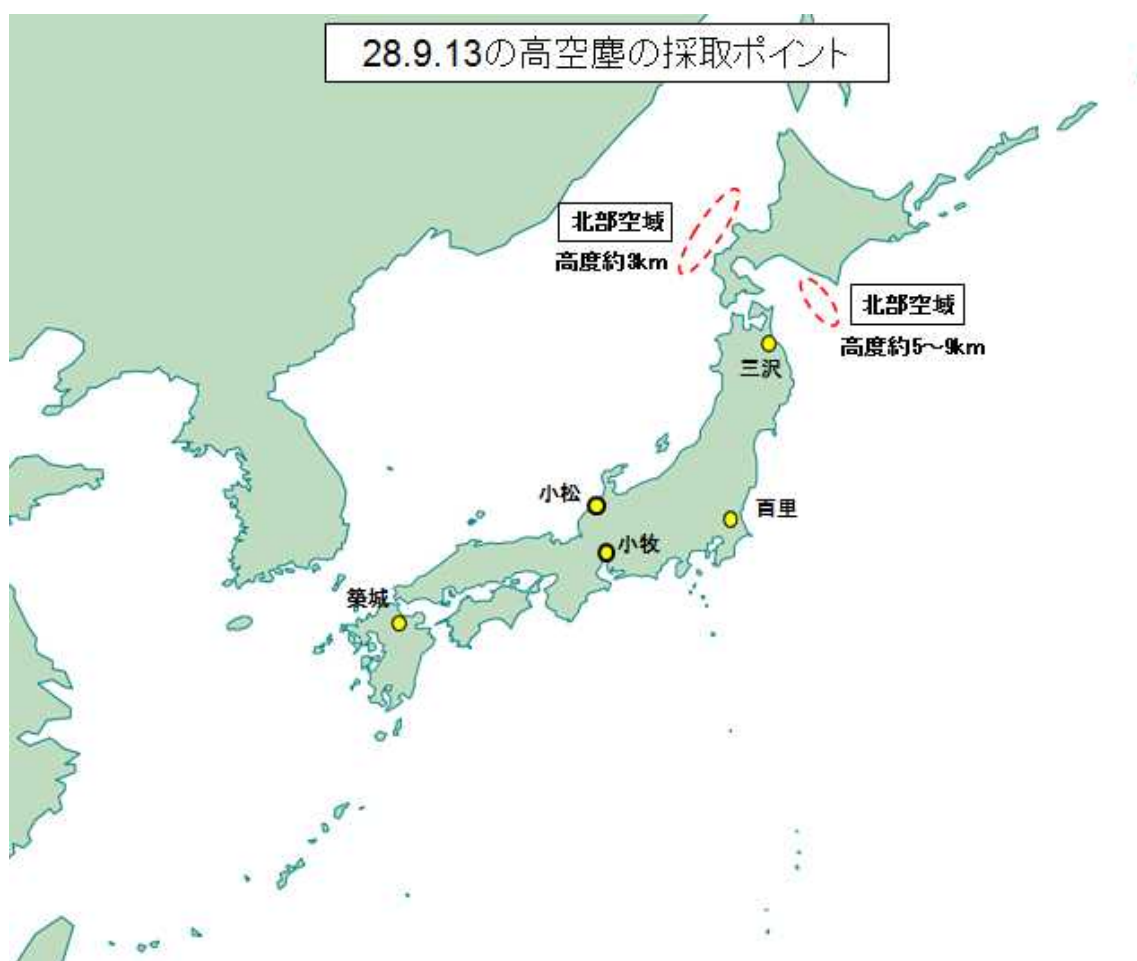 28.9.13の高空塵の採取ポイント
北部空域
高度約3km
北部空域
高度約5～9km
三沢
小松
百里
小牧
築城